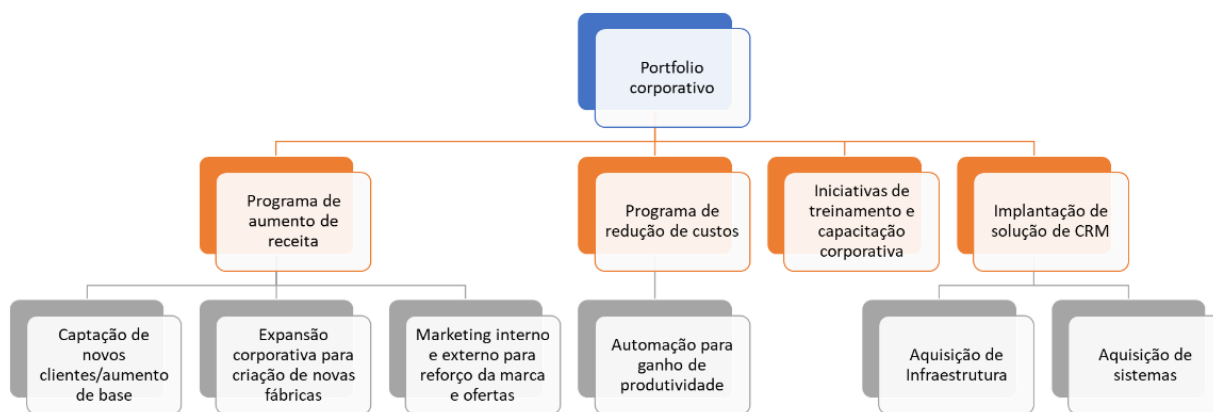 Portfolio
corporativo
Programa de
aumento de
receita
Programa de
redução de custos
Iniciativas de
treinamento e
capacitação
corporativa
Implantação de
solução de CRM
Captação de
novos
clientes/aumento
de base
Expansão
corporativa para
criação de novas
fábricas
Marketing interno
e externo para
reforço da marca
e ofertas
Automação para
ganho de
produtividade
Aquisição de
Infraestrutura
Aquisição de
sistemas